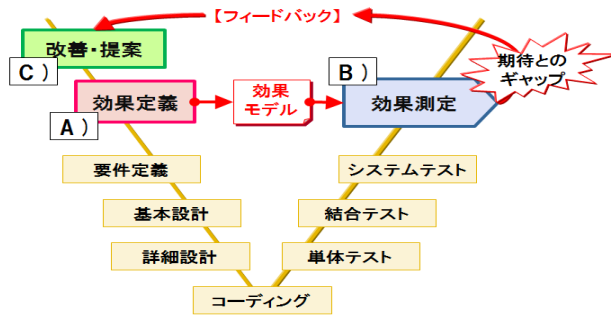 【フィードバック】
改善・提案
C）
期待との
ギャップ
B）
効果定義
A）
効果
モデル
効果測定
要件定義
システムテスト
基本設計
結合テスト
詳細設計
単体テスト
コーディング